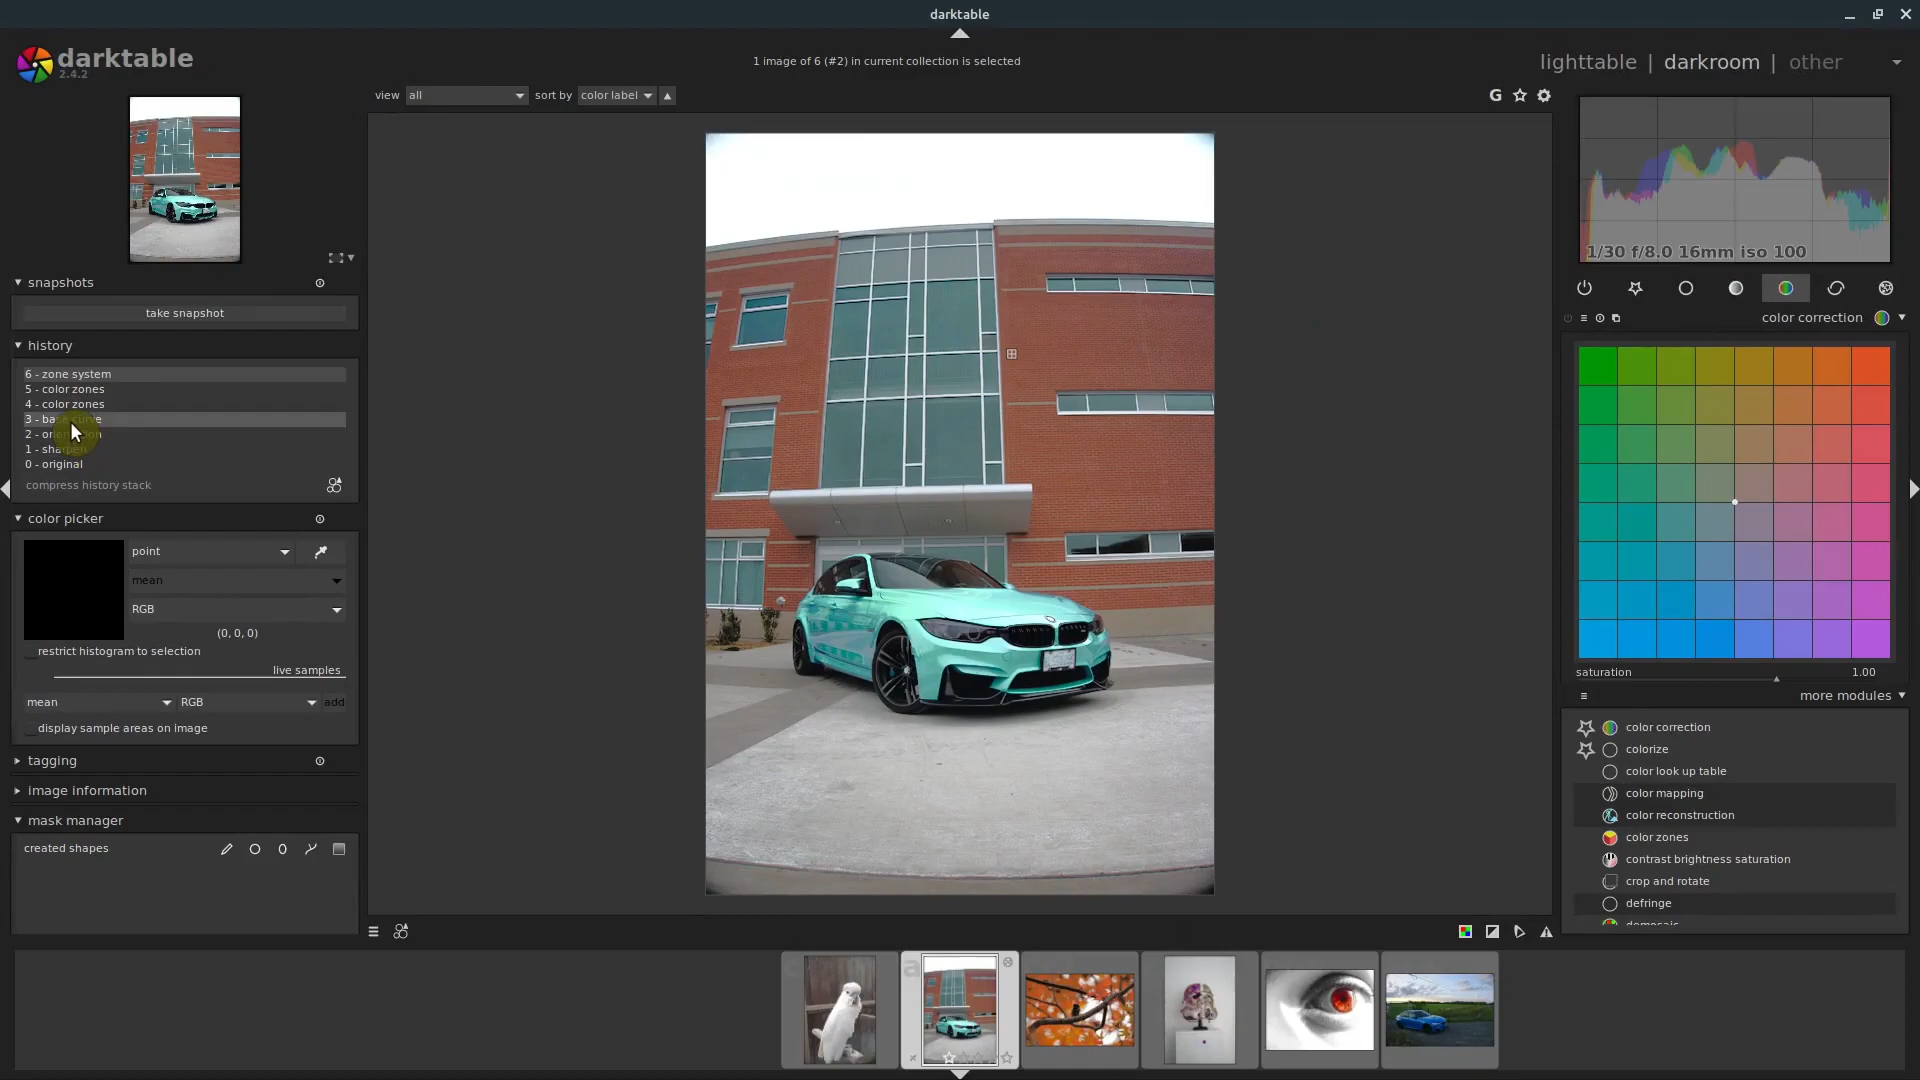 darktable
darktable
2.4.2
1 image of 6 (#2) in current collection is selected
lighttable | darkroom | other
view all sort by color label
G
snapshots
take snapshot
history
6 - zone system
5 - color zones
4 - color zones
3 - base curve
2 - orientation
1 - sharpen
0 - original
compress history stack
color picker
point
mean
RGB
(0, 0, 0)
restrict histogram to selection
live samples
mean RGB add
display sample areas on image
tagging
image information
mask manager
created shapes
1/30 f/8.0 16mm iso 100
color correction
saturation 1.00
more modules
color correction
colorize
color look up table
color mapping
color reconstruction
color zones
contrast brightness saturation
crop and rotate
defringe